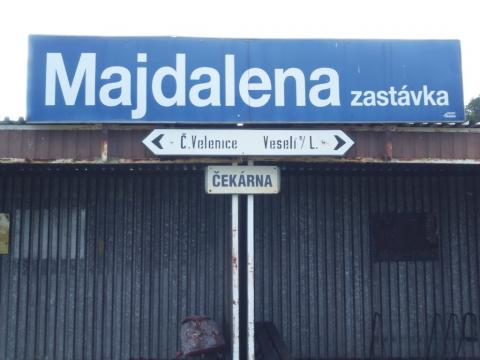 Majdalena zastávka
Č.Velenice Veselí n/L.
ČEKÁRNA